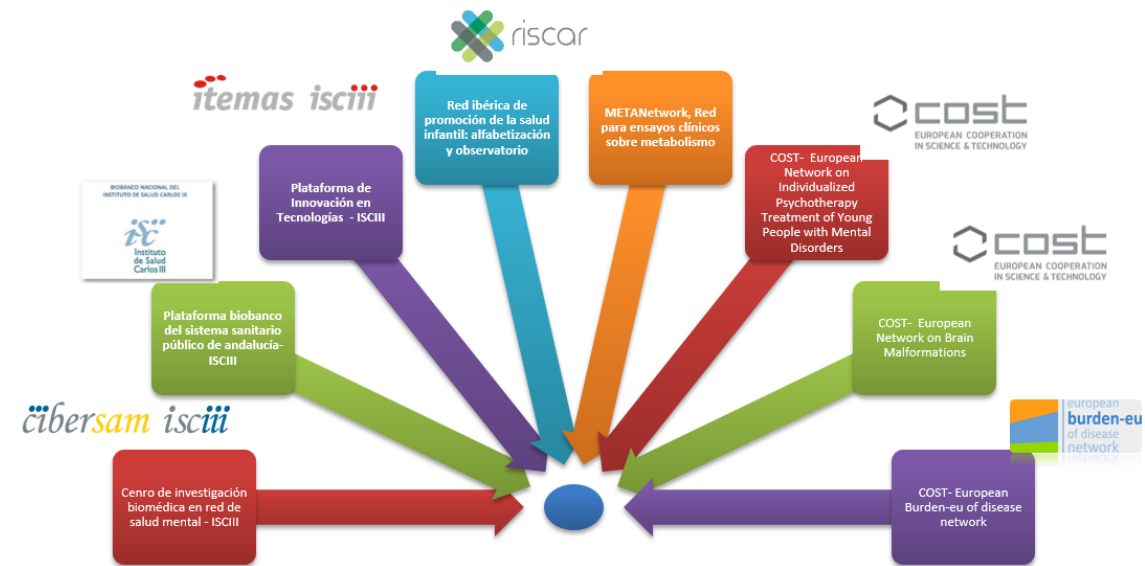 riscar
itemas isciii
Red ibérica de
promoción de la salud
infantil: alfabetización
y observatorio
METANetwork, Red
para ensayos clínicos
sobre metabolismo
cost
EUROPEAN COOPERATION
IN SCIENCE & TECHNOLOGY
Plataforma de
Innovación en
Tecnologías - ISCIII
COST- European
Network on
Individualized
Psychotherapy
Treatment of Young
People with Mental
Disorders
BIOBANCO NACIONAL DEL
INSTITUTO DE SALUD CARLOS III
isc
Instituto
de Salud
Carlos III
cost
EUROPEAN COOPERATION
IN SCIENCE & TECHNOLOGY
Plataforma biobanco
del sistema sanitario
público de andalucía-
ISCIII
COST- European
Network on Brain
Malformations
cibersam isciii
european
burden-eu
of disease
network
Cenro de investigación
biomédica en red de
salud mental - ISCIII
COST- European
Burden-eu of disease
network